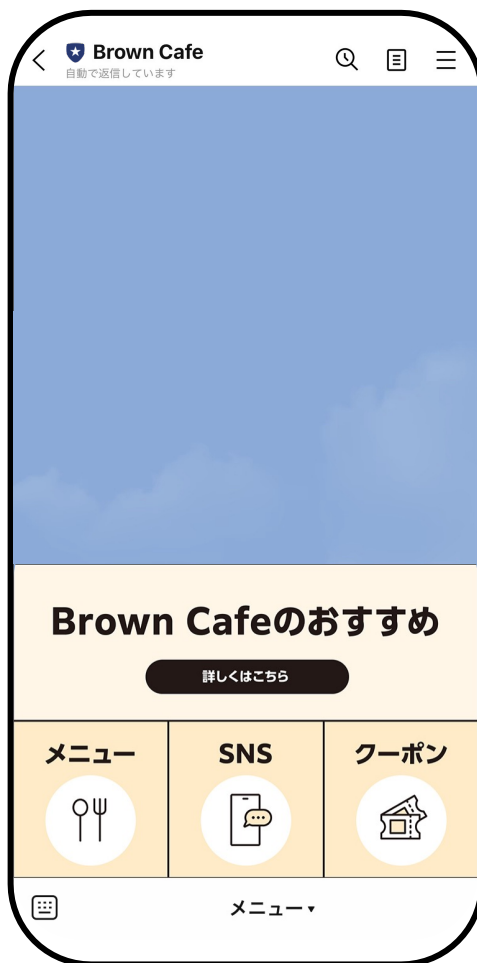 Brown Cafe
自動で返信しています
Brown Cafeのおすすめ
詳しくはこちら
メニュー
SNS
クーポン
メニュー▼